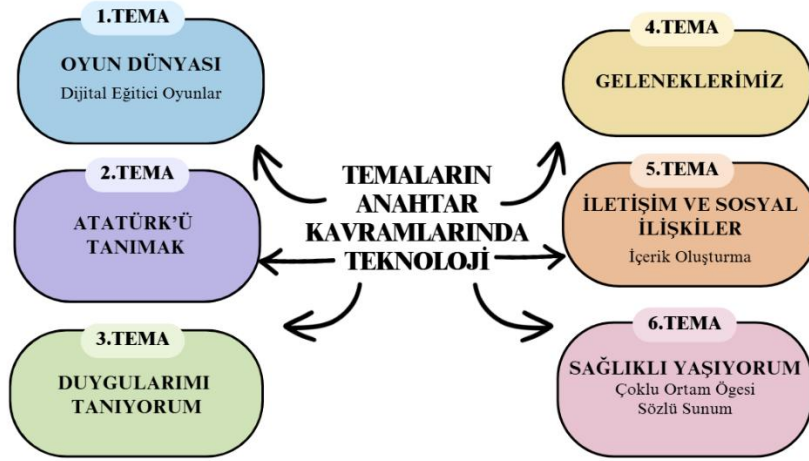 1.TEMA
OYUN DÜNYASI
Dijital Eğitici Oyunlar
2.TEMA
ATATÜRK'Ü
TANIMAK
3.TEMA
DUYGULARIMI
TANIYORUM
TEMALARIN
ANAHTAR
KAVRAMLARINDA
TEKNOLOJİ
4.TEMA
GELENEKLERİMİZ
5.TEMA
İLETİŞİM VE SOSYAL
İLİŞKİLER
İçerik Oluşturma
6.TEMA
SAĞLIKLI YAŞIYORUM
Çoklu Ortam Ögesi
Sözlü Sunum